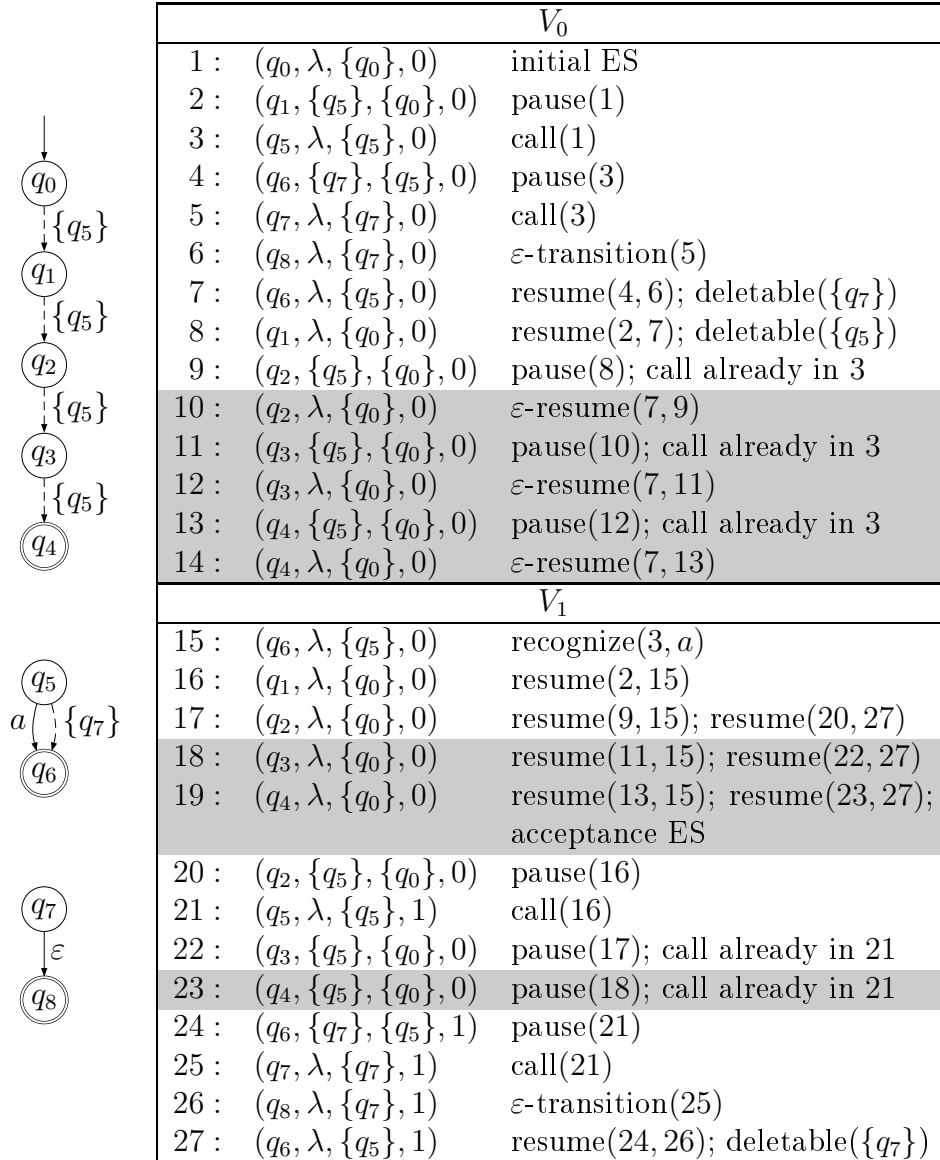 q₀
{q₅}
q₁
{q₅}
q₂
{q₅}
q₃
{q₅}
q₄
q₅
a {q₇}
q₆
q₇
ε
q₈
V₀
1 : (q₀, λ, {q₀}, 0) initial ES
2 : (q₁, {q₅}, {q₀}, 0) pause(1)
3 : (q₅, λ, {q₅}, 0) call(1)
4 : (q₆, {q₇}, {q₅}, 0) pause(3)
5 : (q₇, λ, {q₇}, 0) call(3)
6 : (q₈, λ, {q₇}, 0) ε-transition(5)
7 : (q₆, λ, {q₅}, 0) resume(4, 6); deletable({q₇})
8 : (q₁, λ, {q₀}, 0) resume(2, 7); deletable({q₅})
9 : (q₂, {q₅}, {q₀}, 0) pause(8); call already in 3
10 : (q₂, λ, {q₀}, 0) ε-resume(7, 9)
11 : (q₃, {q₅}, {q₀}, 0) pause(10); call already in 3
12 : (q₃, λ, {q₀}, 0) ε-resume(7, 11)
13 : (q₄, {q₅}, {q₀}, 0) pause(12); call already in 3
14 : (q₄, λ, {q₀}, 0) ε-resume(7, 13)
V₁
15 : (q₆, λ, {q₅}, 0) recognize(3, a)
16 : (q₁, λ, {q₀}, 0) resume(2, 15)
17 : (q₂, λ, {q₀}, 0) resume(9, 15); resume(20, 27)
18 : (q₃, λ, {q₀}, 0) resume(11, 15); resume(22, 27)
19 : (q₄, λ, {q₀}, 0) resume(13, 15); resume(23, 27);
acceptance ES
20 : (q₂, {q₅}, {q₀}, 0) pause(16)
21 : (q₅, λ, {q₅}, 1) call(16)
22 : (q₃, {q₅}, {q₀}, 0) pause(17); call already in 21
23 : (q₄, {q₅}, {q₀}, 0) pause(18); call already in 21
24 : (q₆, {q₇}, {q₅}, 1) pause(21)
25 : (q₇, λ, {q₇}, 1) call(21)
26 : (q₈, λ, {q₇}, 1) ε-transition(25)
27 : (q₆, λ, {q₅}, 1) resume(24, 26); deletable({q₇})